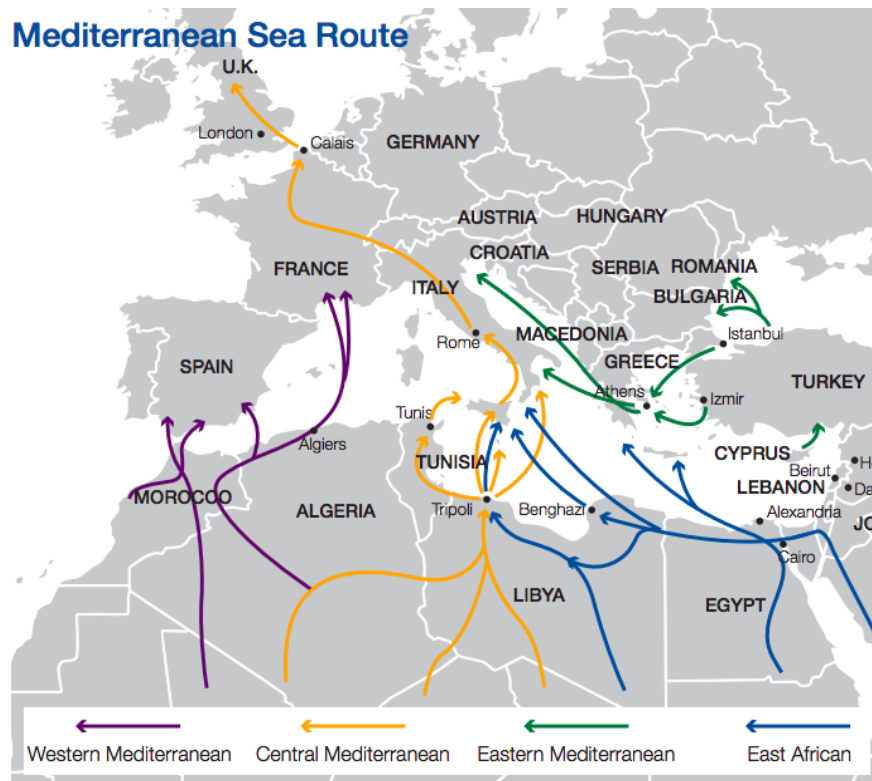 Mediterranean Sea Route
U.K.
London
Calais
GERMANY
AUSTRIA
HUNGARY
CROATIA
FRANCE
SERBIA
ROMANIA
ITALY
BULGARIA
MACEDONIA
Rome
Istanbul
SPAIN
GREECE
TURKEY
Athens
Izmir
Tunis
Algiers
CYPRUS
TUNISIA
Beirut
H
LEBANON
Da
MOROCCO
ALGERIA
Tripoli
Benghazi
Alexandria
JO
Cairo
LIBYA
EGYPT
Western Mediterranean
Central Mediterranean
Eastern Mediterranean
East African